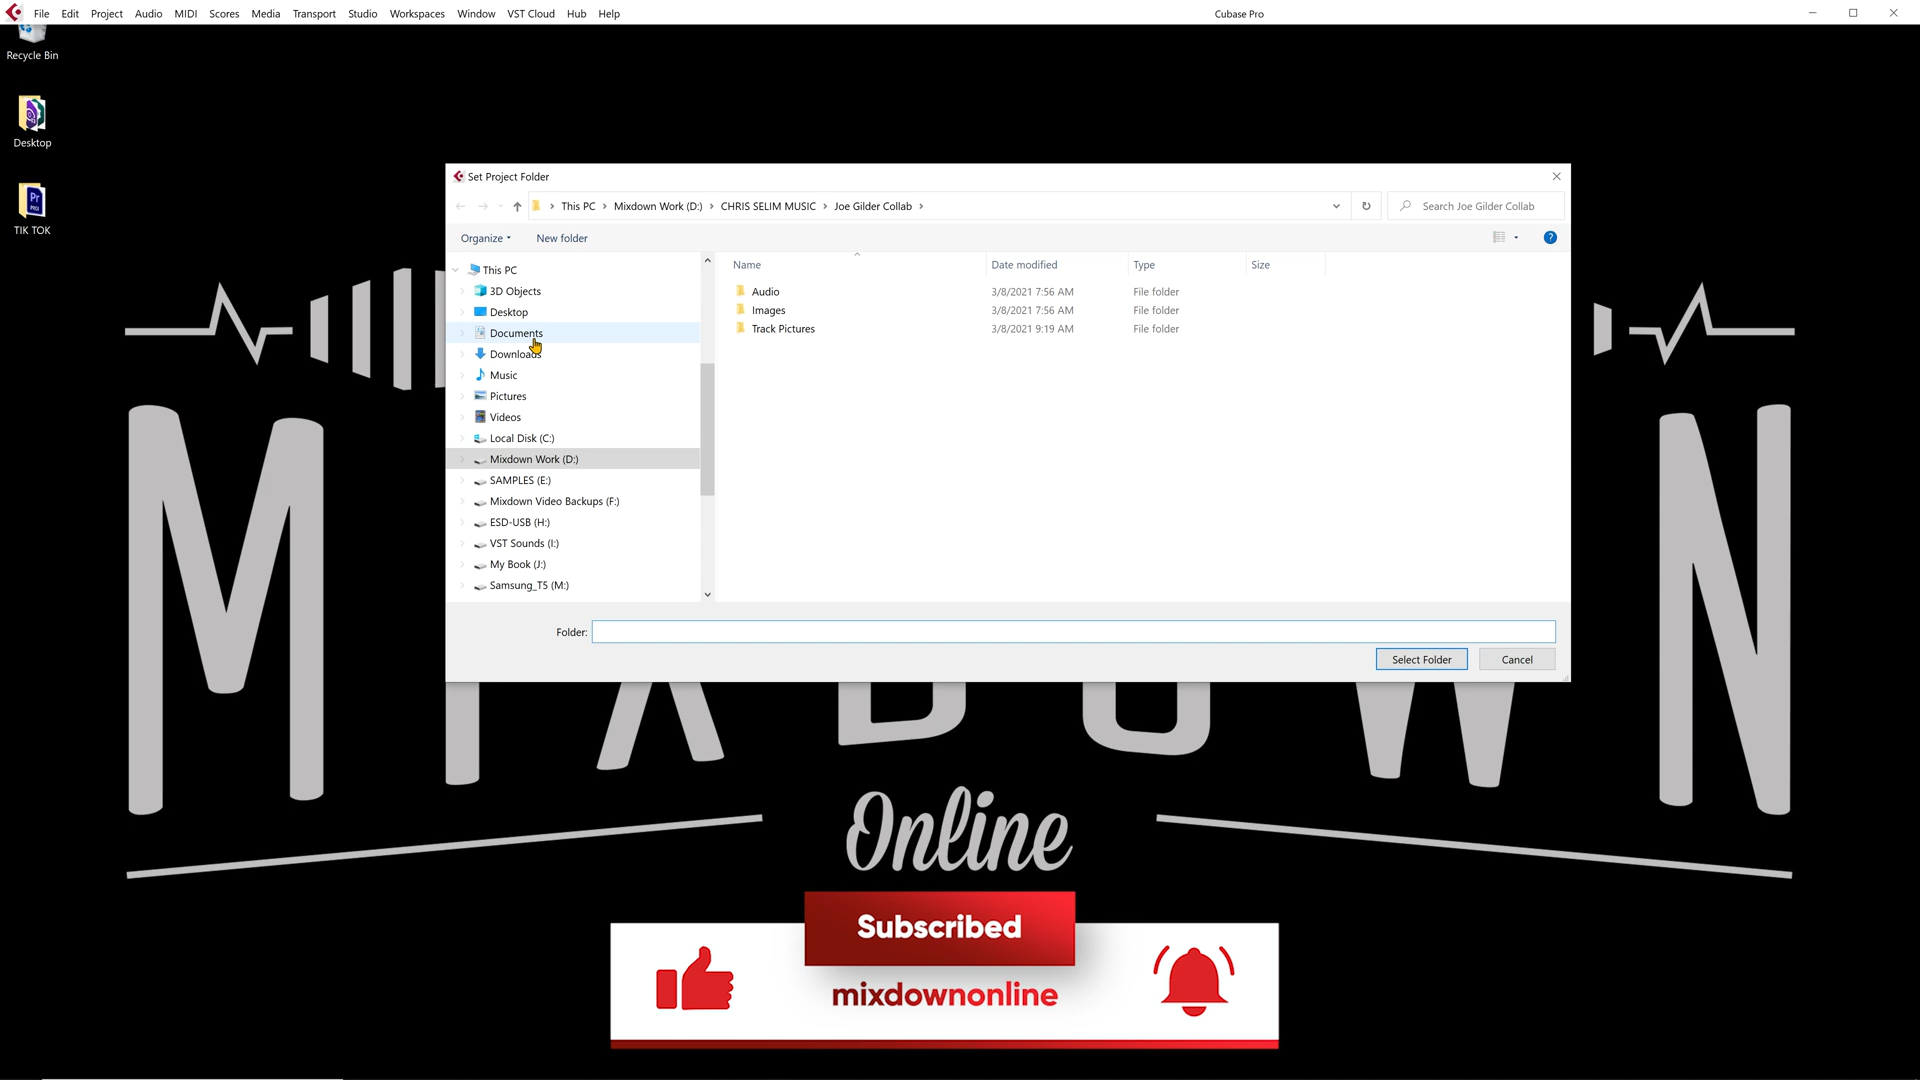 File Edit Project Audio MIDI Scores Media Transport Studio Workspaces Window VST Cloud Hub Help Cubase Pro
Recycle Bin
Desktop
TIK TOK
Set Project Folder
This PC > Mixdown Work (D:) > CHRIS SELIM MUSIC > Joe Gilder Collab > Search Joe Gilder Collab
Organize New folder
Name Date modified Type Size
This PC
3D Objects
Desktop
Documents
Downloads
Music
Pictures
Videos
Local Disk (C:)
Mixdown Work (D:)
SAMPLES (E:)
Mixdown Video Backups (F:)
ESD-USB (H:)
VST Sounds (I:)
My Book (J:)
Samsung_T5 (M:)
Audio 3/8/2021 7:56 AM File folder
Images 3/8/2021 7:56 AM File folder
Track Pictures 3/8/2021 9:19 AM File folder
Folder:
Select Folder Cancel
MIXDOWN
Online
Subscribed
mixdownonline